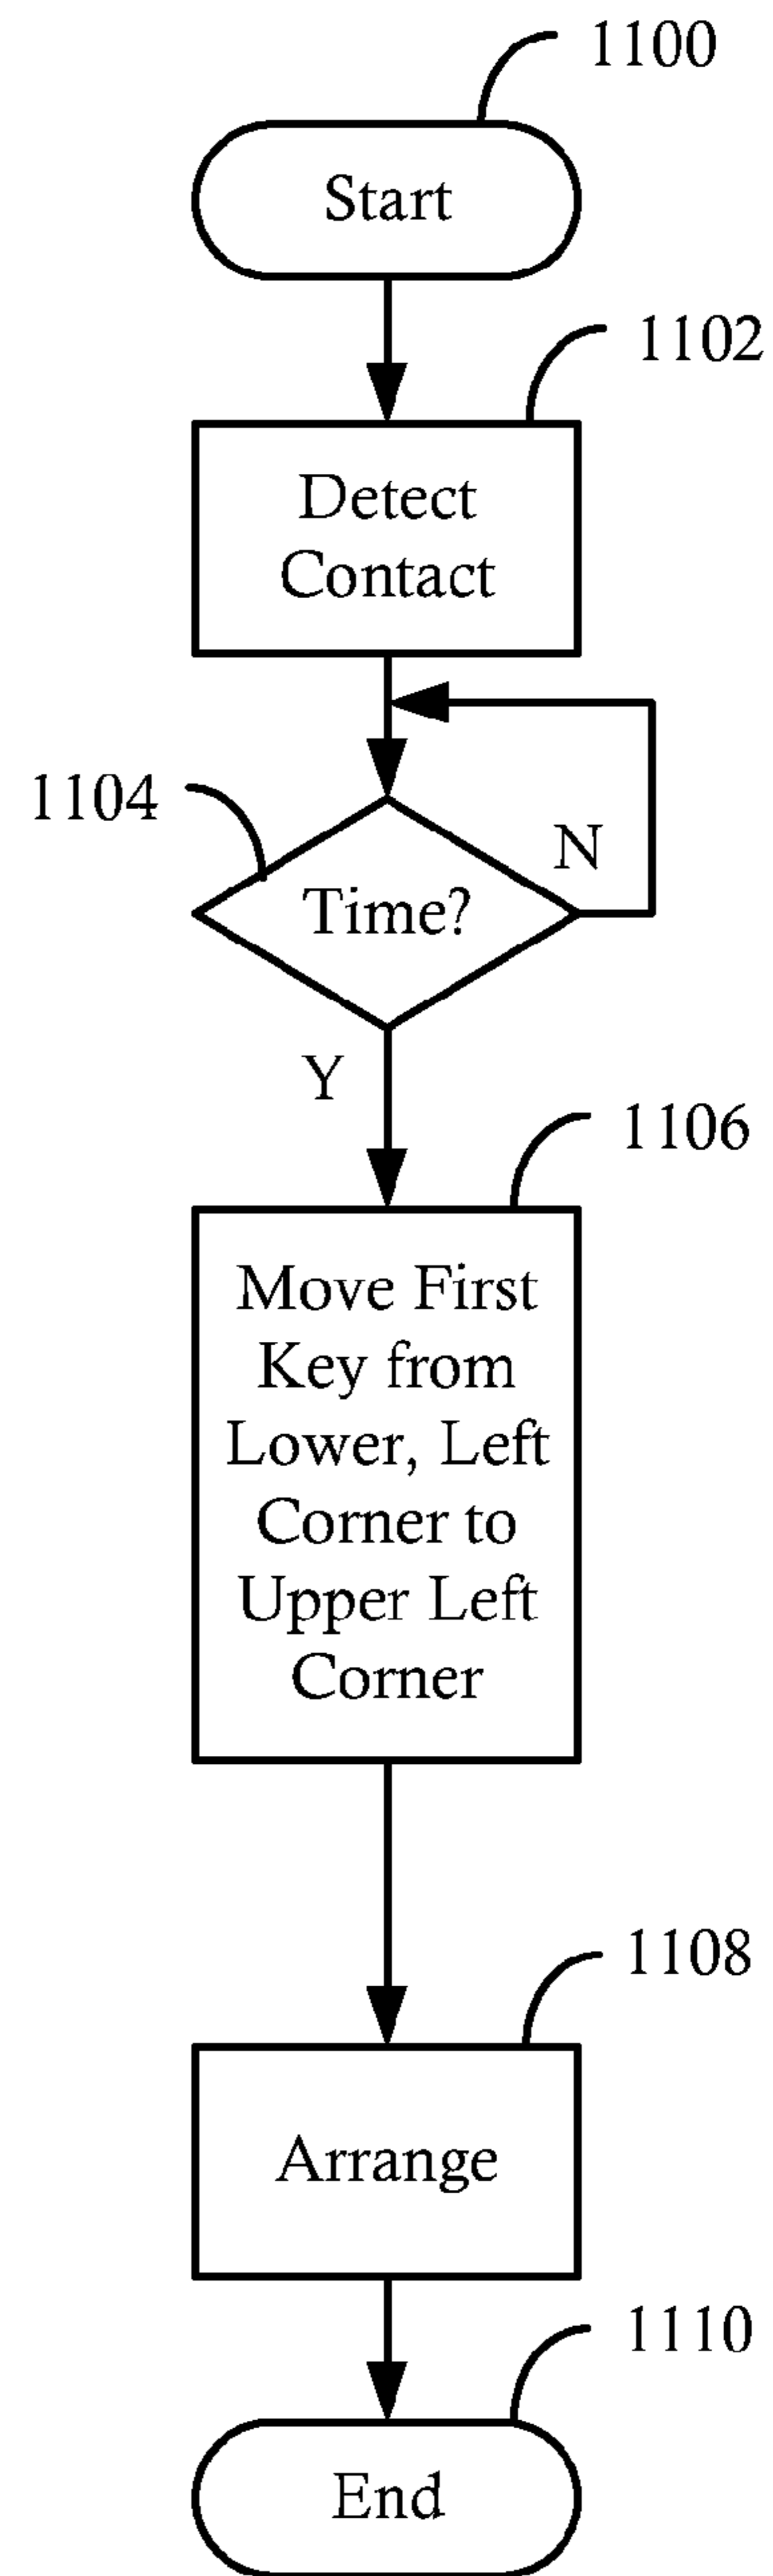 1100
Start
1102
Detect
Contact
1104
N
Time?
Y
1106
Move First
Key from
Lower, Left
Corner to
Upper Left
Corner
1108
Arrange
1110
End